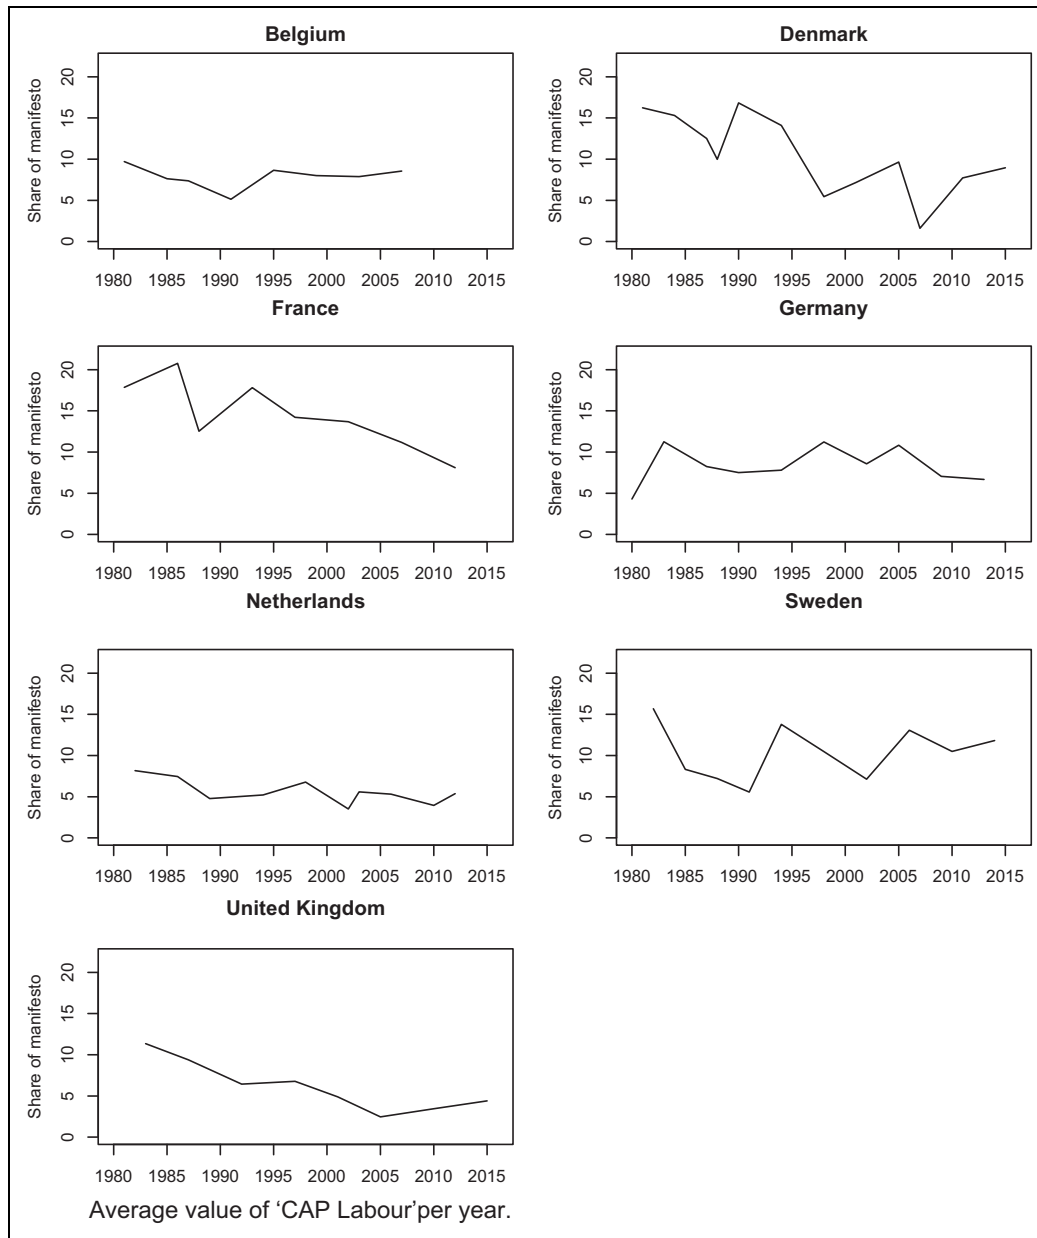 Belgium
Share of manifesto
20
15
10
5
0
1980 1985 1990 1995 2000 2005 2010 2015
Denmark
Share of manifesto
20
15
10
5
0
1980 1985 1990 1995 2000 2005 2010 2015
France
Share of manifesto
20
15
10
5
0
1980 1985 1990 1995 2000 2005 2010 2015
Germany
Share of manifesto
20
15
10
5
0
1980 1985 1990 1995 2000 2005 2010 2015
Netherlands
Share of manifesto
20
15
10
5
0
1980 1985 1990 1995 2000 2005 2010 2015
Sweden
Share of manifesto
20
15
10
5
0
1980 1985 1990 1995 2000 2005 2010 2015
United Kingdom
Share of manifesto
20
15
10
5
0
1980 1985 1990 1995 2000 2005 2010 2015
Average value of ‘CAP Labour’per year.